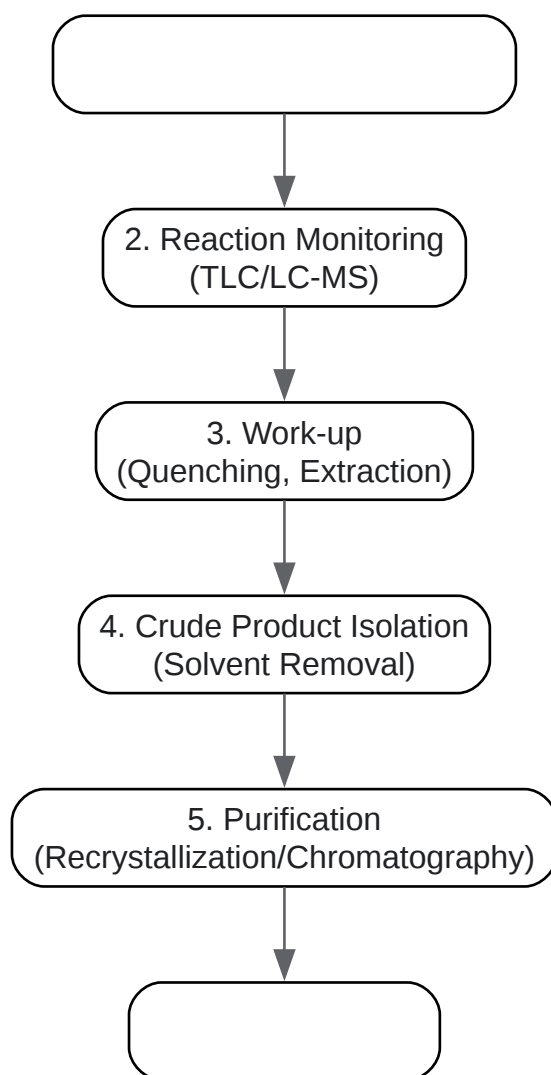 2. Reaction Monitoring
(TLC/LC-MS)
3. Work-up
(Quenching, Extraction)
4. Crude Product Isolation
(Solvent Removal)
5. Purification
(Recrystallization/Chromatography)